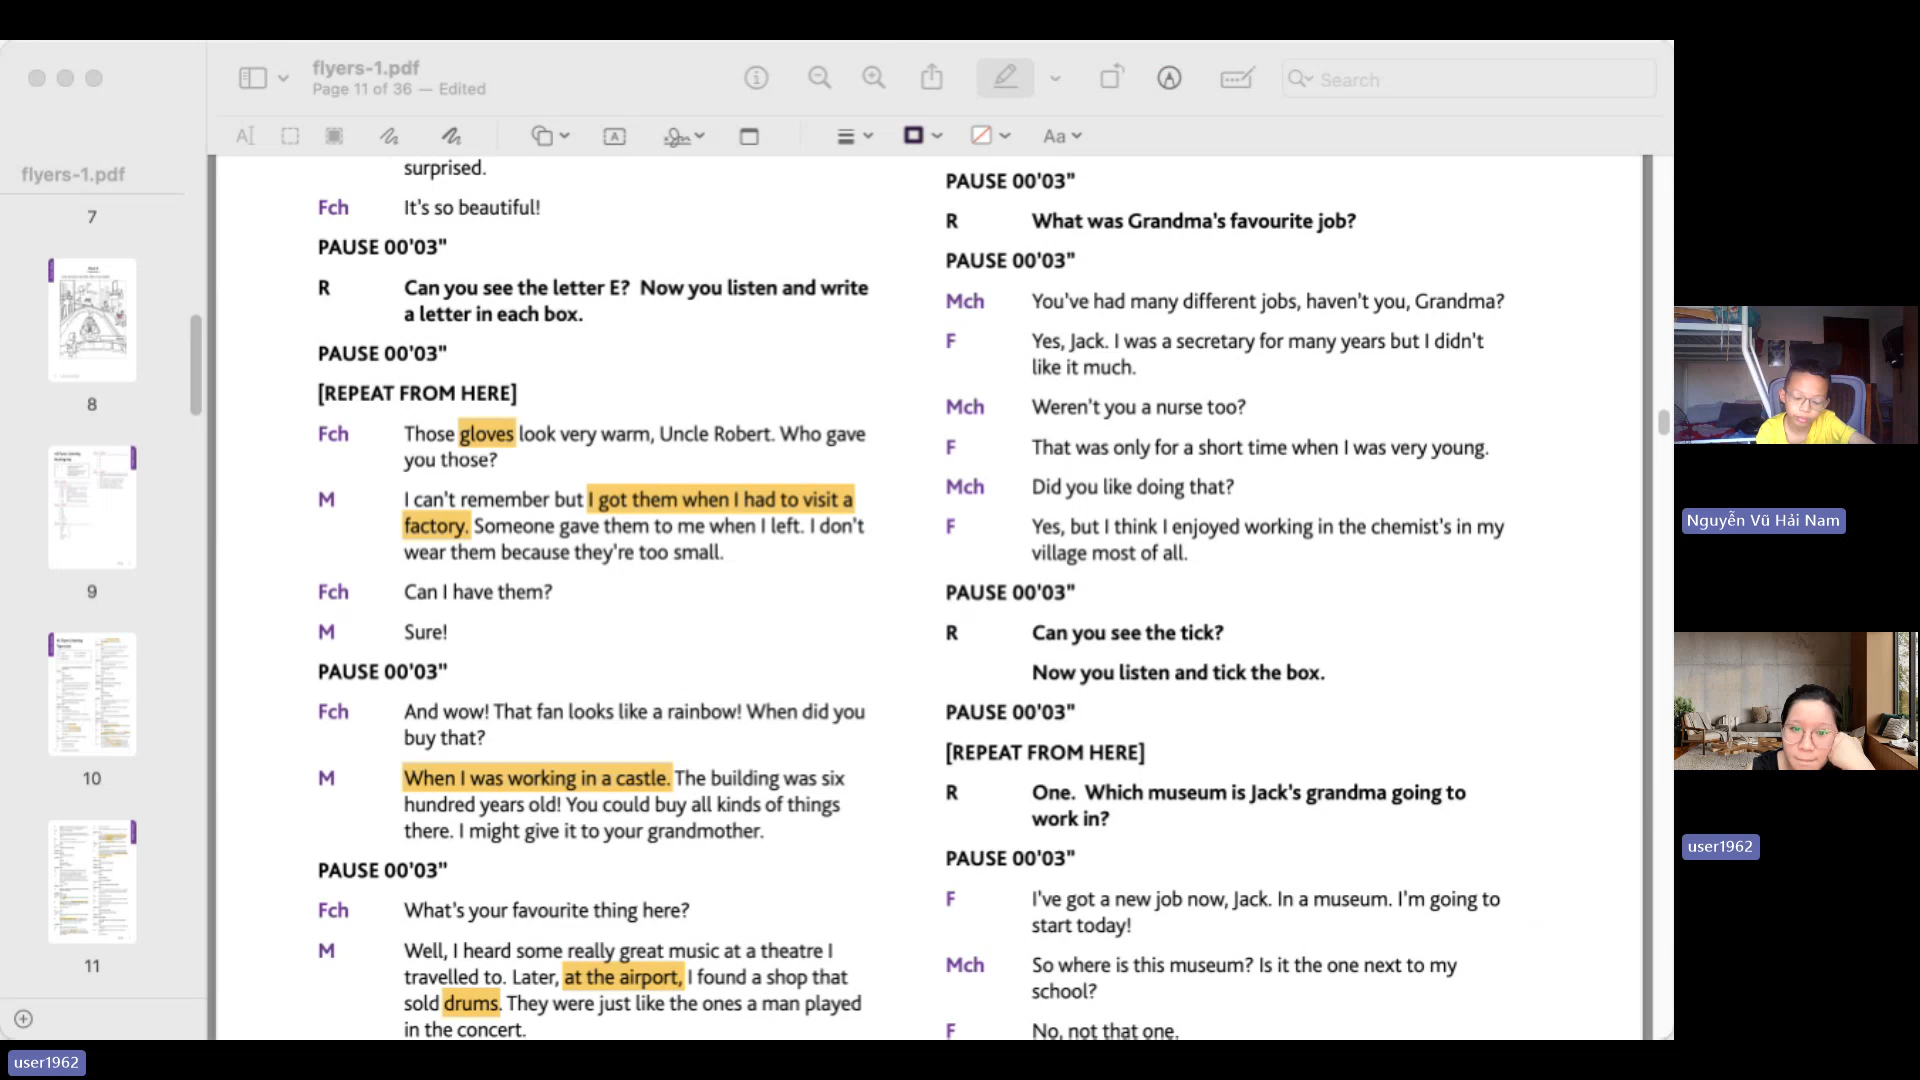 flyers-1.pdf
Page 11 of 36 — Edited
Search
Aa
flyers-1.pdf
7
8
9
10
11
surprised.
Fch It's so beautiful!
PAUSE 00'03"
R Can you see the letter E? Now you listen and write
a letter in each box.
PAUSE 00'03"
[REPEAT FROM HERE]
Fch Those gloves look very warm, Uncle Robert. Who gave
you those?
M I can't remember but I got them when I had to visit a
factory. Someone gave them to me when I left. I don't
wear them because they're too small.
Fch Can I have them?
M Sure!
PAUSE 00'03"
Fch And wow! That fan looks like a rainbow! When did you
buy that?
M When I was working in a castle. The building was six
hundred years old! You could buy all kinds of things
there. I might give it to your grandmother.
PAUSE 00'03"
Fch What's your favourite thing here?
M Well, I heard some really great music at a theatre I
travelled to. Later, at the airport, I found a shop that
sold drums. They were just like the ones a man played
in the concert.
PAUSE 00'03"
R What was Grandma's favourite job?
PAUSE 00'03"
Mch You've had many different jobs, haven't you, Grandma?
F Yes, Jack. I was a secretary for many years but I didn't
like it much.
Mch Weren't you a nurse too?
F That was only for a short time when I was very young.
Mch Did you like doing that?
F Yes, but I think I enjoyed working in the chemist's in my
village most of all.
PAUSE 00'03"
R Can you see the tick?
Now you listen and tick the box.
PAUSE 00'03"
[REPEAT FROM HERE]
R One. Which museum is Jack's grandma going to
work in?
PAUSE 00'03"
F I've got a new job now, Jack. In a museum. I'm going to
start today!
Mch So where is this museum? Is it the one next to my
school?
F No, not that one.
Nguyễn Vũ Hải Nam
user1962
user1962